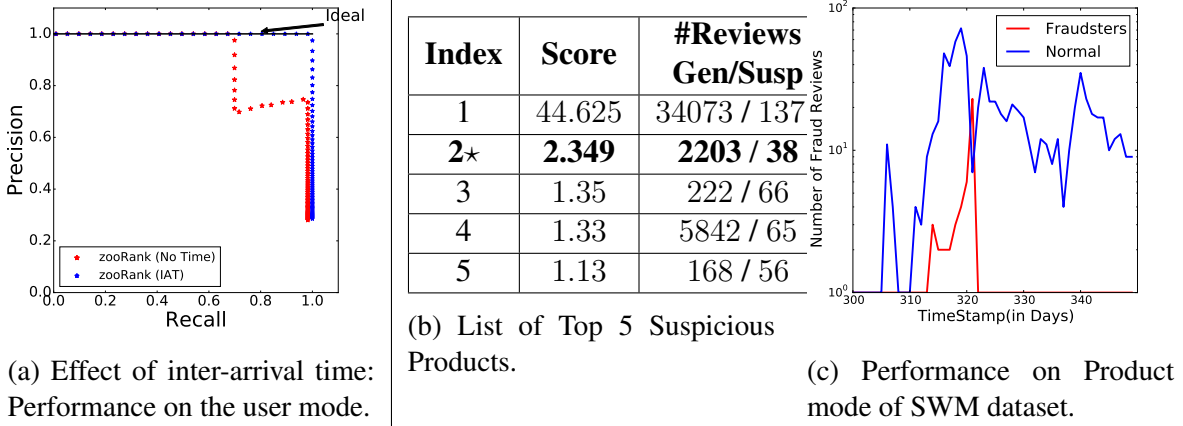 Ideal
1.0
0.8
0.6
0.4
0.2
0.0
Precision
0.0 0.2 0.4 0.6 0.8 1.0
Recall
zooRank (No Time)
zooRank (IAT)
(a) Effect of inter-arrival time:
Performance on the user mode.
Index Score #Reviews Gen/Susp
1 44.625 34073 / 137
2⋆ 2.349 2203 / 38
3 1.35 222 / 66
4 1.33 5842 / 65
5 1.13 168 / 56
(b) List of Top 5 Suspicious
Products.
10²
10¹
10⁰
Number of Fraud Reviews
Fraudsters
Normal
300 310 320 330 340
TimeStamp(in Days)
(c) Performance on Product
mode of SWM dataset.